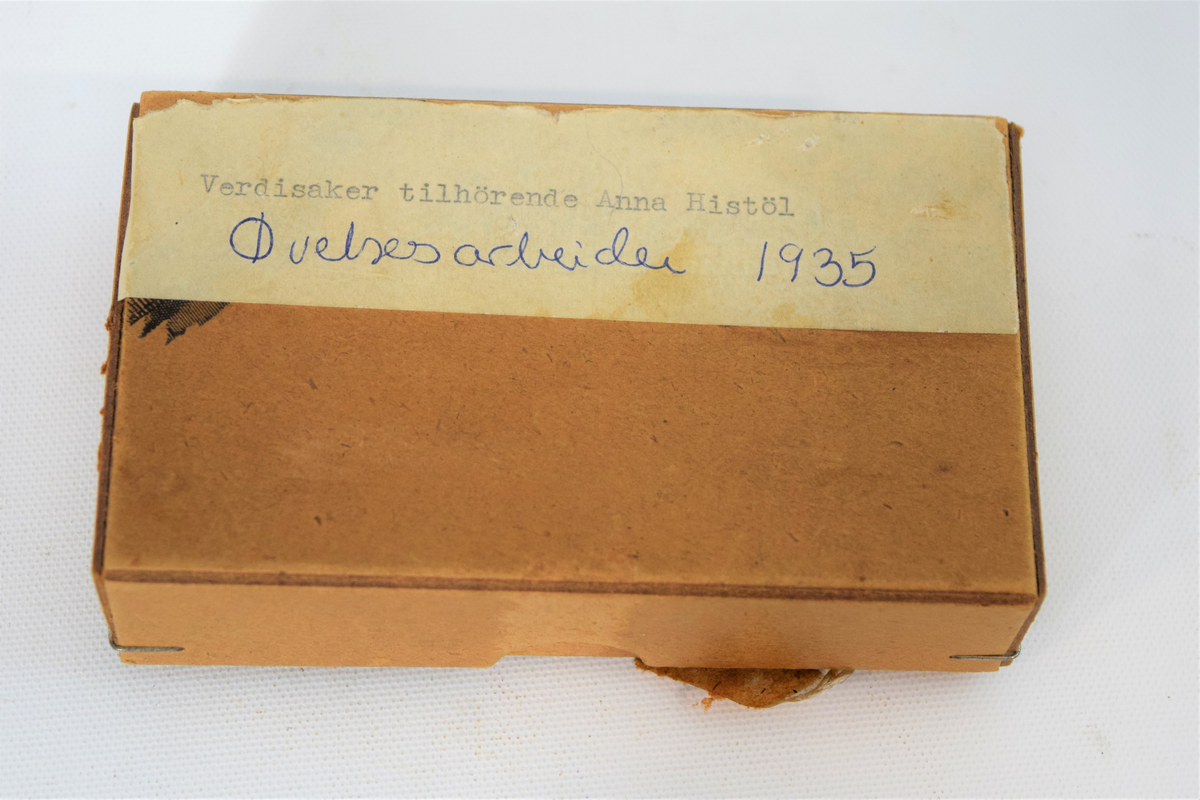 Verdisaker tilhörende Anna Histöl
Øvelsesarbeider 1935